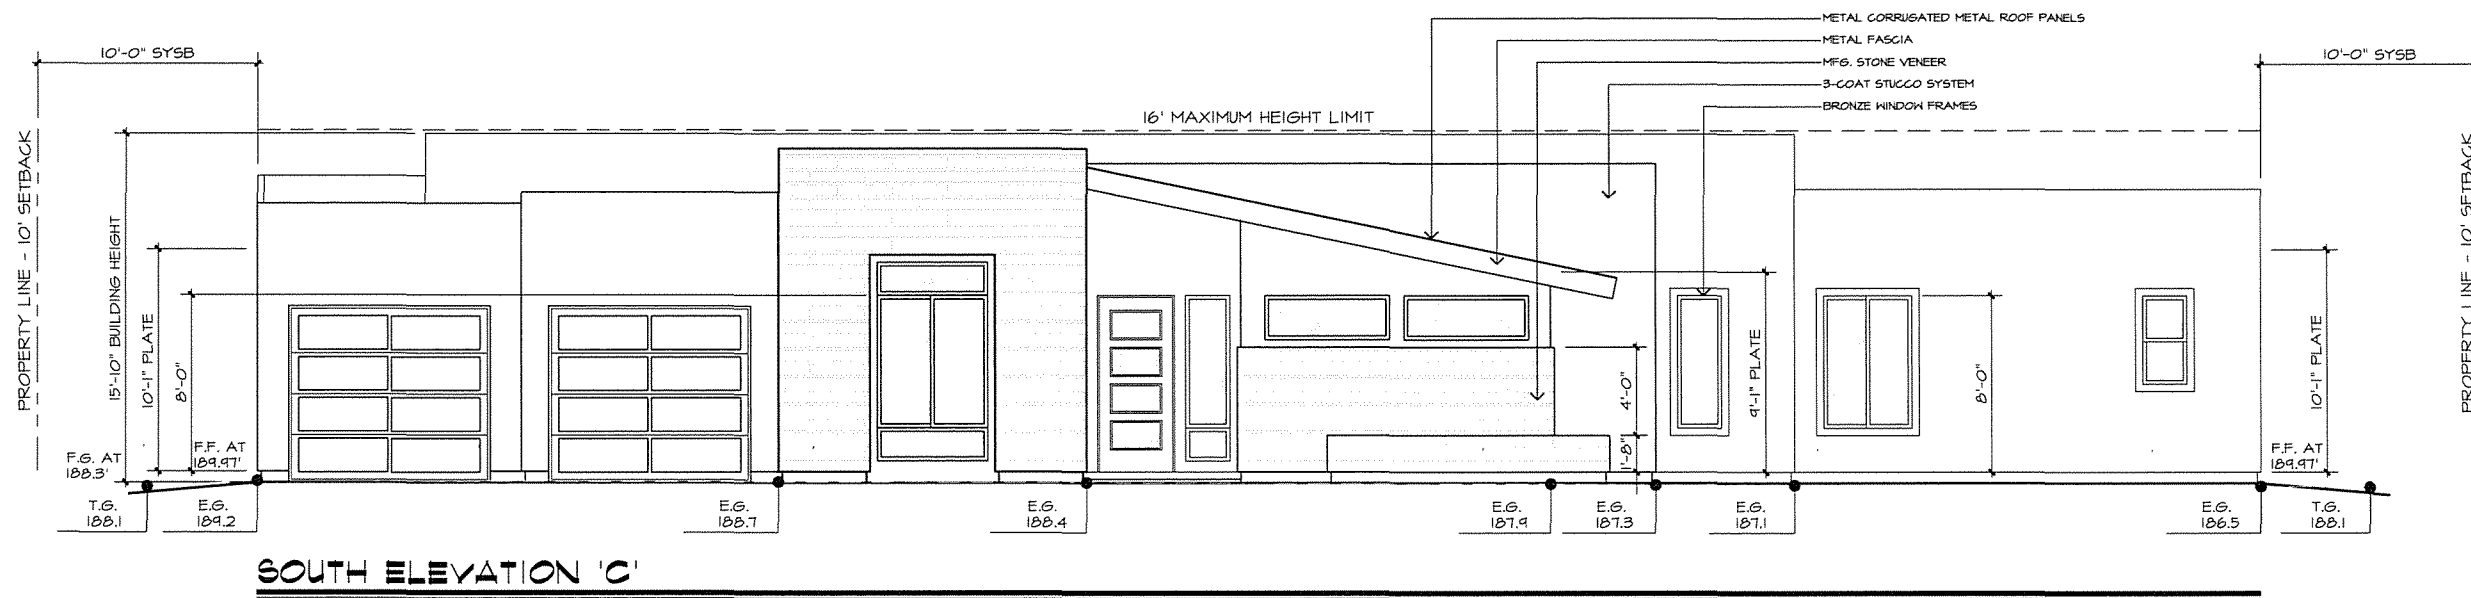 METAL CORRUGATED METAL ROOF PANELS
METAL FASCIA
MFG. STONE VENEER
3-COAT STUCCO SYSTEM
BRONZE WINDOW FRAMES
10'-0" SYSB
10'-0" SYSB
16' MAXIMUM HEIGHT LIMIT
PROPERTY LINE - 10' SETBACK
15'-10" BUILDING HEIGHT
10'-1" PLATE
8'-0"
4'-0"
1'-8"
9'-1" PLATE
8'-0"
10'-1" PLATE
PROPERTY LINE - 10' SETBACK
F.G. AT
188.3'
F.F. AT
189.97'
F.F. AT
189.97'
T.G.
188.1
E.G.
189.2
E.G.
188.7
E.G.
188.4
E.G.
187.9
E.G.
187.3
E.G.
187.1
E.G.
186.5
T.G.
188.1
SOUTH ELEVATION 'C'